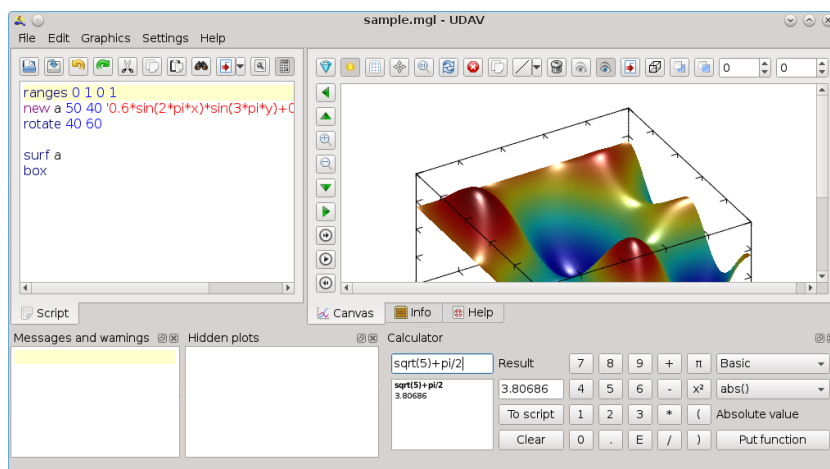 sample.mgl - UDAV
File Edit Graphics Settings Help
0 0
ranges 0 1 0 1
new a 50 40 '0.6*sin(2*pi*x)*sin(3*pi*y)+0
rotate 40 60
surf a
box
Script
Canvas Info Help
Messages and warnings
Hidden plots
Calculator
sqrt(5)+pi/2 Result 7 8 9 + π Basic
sqrt(5)+pi/2
3.80686
3.80686 4 5 6 - x² abs()
To script 1 2 3 * ( Absolute value
Clear 0 . E / ) Put function